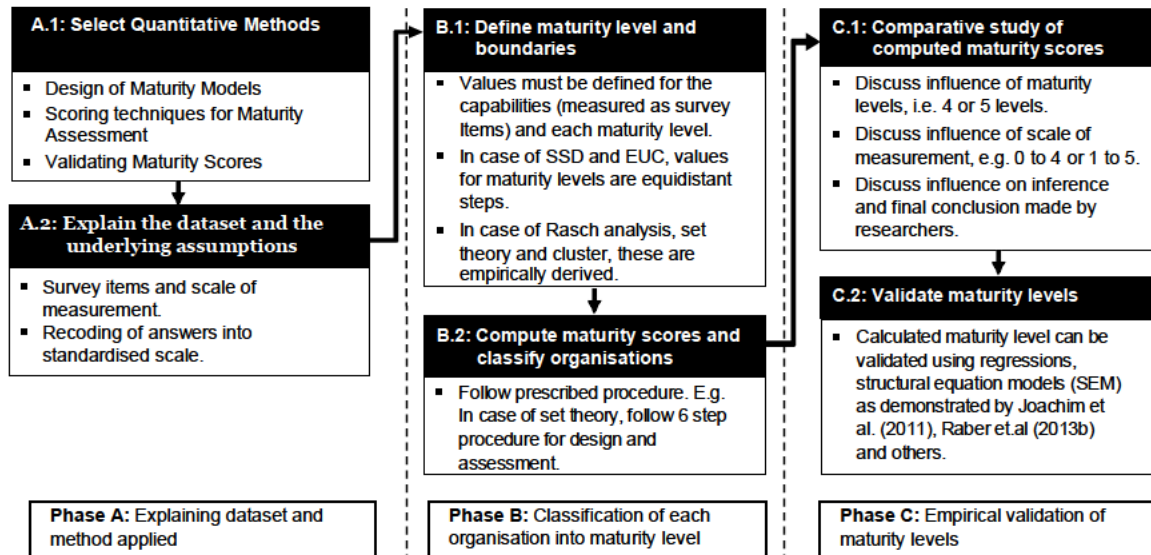 A.1: Select Quantitative Methods
▪ Design of Maturity Models
▪ Scoring techniques for Maturity
Assessment
▪ Validating Maturity Scores
A.2: Explain the dataset and the
underlying assumptions
▪ Survey items and scale of
measurement.
▪ Recoding of answers into
standardised scale.
Phase A: Explaining dataset and
method applied
B.1: Define maturity level and
boundaries
▪ Values must be defined for the
capabilities (measured as survey
Items) and each maturity level.
▪ In case of SSD and EUC, values
for maturity levels are equidistant
steps.
▪ In case of Rasch analysis, set
theory and cluster, these are
empirically derived.
B.2: Compute maturity scores and
classify organisations
▪ Follow prescribed procedure. E.g.
In case of set theory, follow 6 step
procedure for design and
assessment.
Phase B: Classification of each
organisation into maturity level
C.1: Comparative study of
computed maturity scores
▪ Discuss influence of maturity
levels, i.e. 4 or 5 levels.
▪ Discuss influence of scale of
measurement, e.g. 0 to 4 or 1 to 5.
▪ Discuss influence on inference
and final conclusion made by
researchers.
C.2: Validate maturity levels
▪ Calculated maturity level can be
validated using regressions,
structural equation models (SEM)
as demonstrated by Joachim et
al. (2011), Raber et.al (2013b)
and others.
Phase C: Empirical validation of
maturity levels